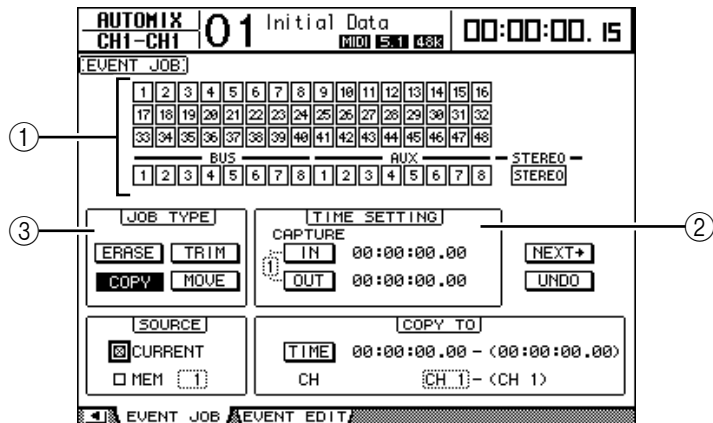 AUTOMIX 01 Initial Data 00:00:00. 15
CH1-CH1 MIDI 5.1 48K
EVENT JOB
1 2 3 4 5 6 7 8 9 10 11 12 13 14 15 16
17 18 19 20 21 22 23 24 25 26 27 28 29 30 31 32
33 34 35 36 37 38 39 40 41 42 43 44 45 46 47 48
① BUS AUX STEREO
1 2 3 4 5 6 7 8 1 2 3 4 5 6 7 8 STEREO
③ JOB TYPE TIME SETTING ②
CAPTURE
ERASE TRIM IN 00:00:00.00 NEXT→
1
COPY MOVE OUT 00:00:00.00 UNDO
SOURCE COPY TO
CURRENT TIME 00:00:00.00 - (00:00:00.00)
MEM 1 CH CH 1 - (CH 1)
EVENT JOB EVENT EDIT